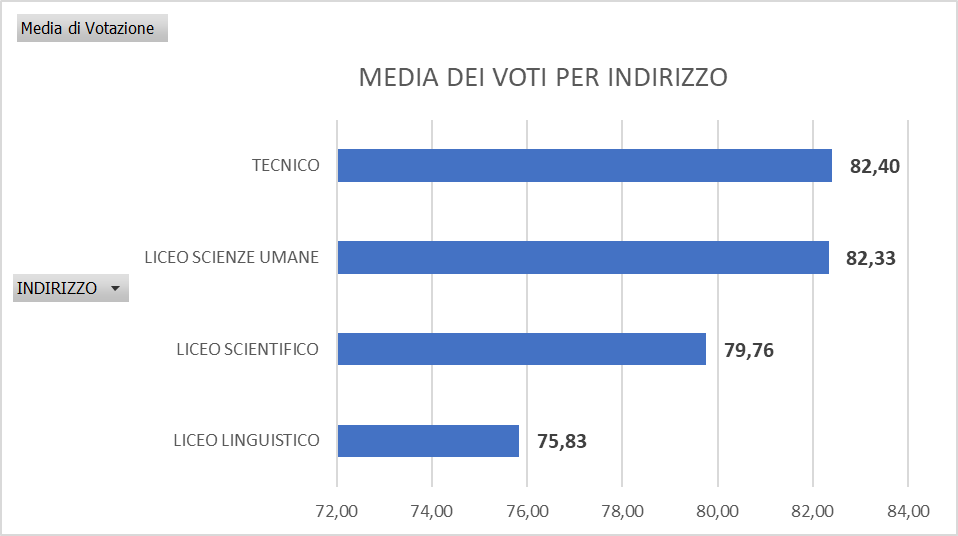 Media di Votazione
MEDIA DEI VOTI PER INDIRIZZO
TECNICO
82,40
LICEO SCIENZE UMANE
82,33
INDIRIZZO
LICEO SCIENTIFICO
79,76
LICEO LINGUISTICO
75,83
72,00 74,00 76,00 78,00 80,00 82,00 84,00